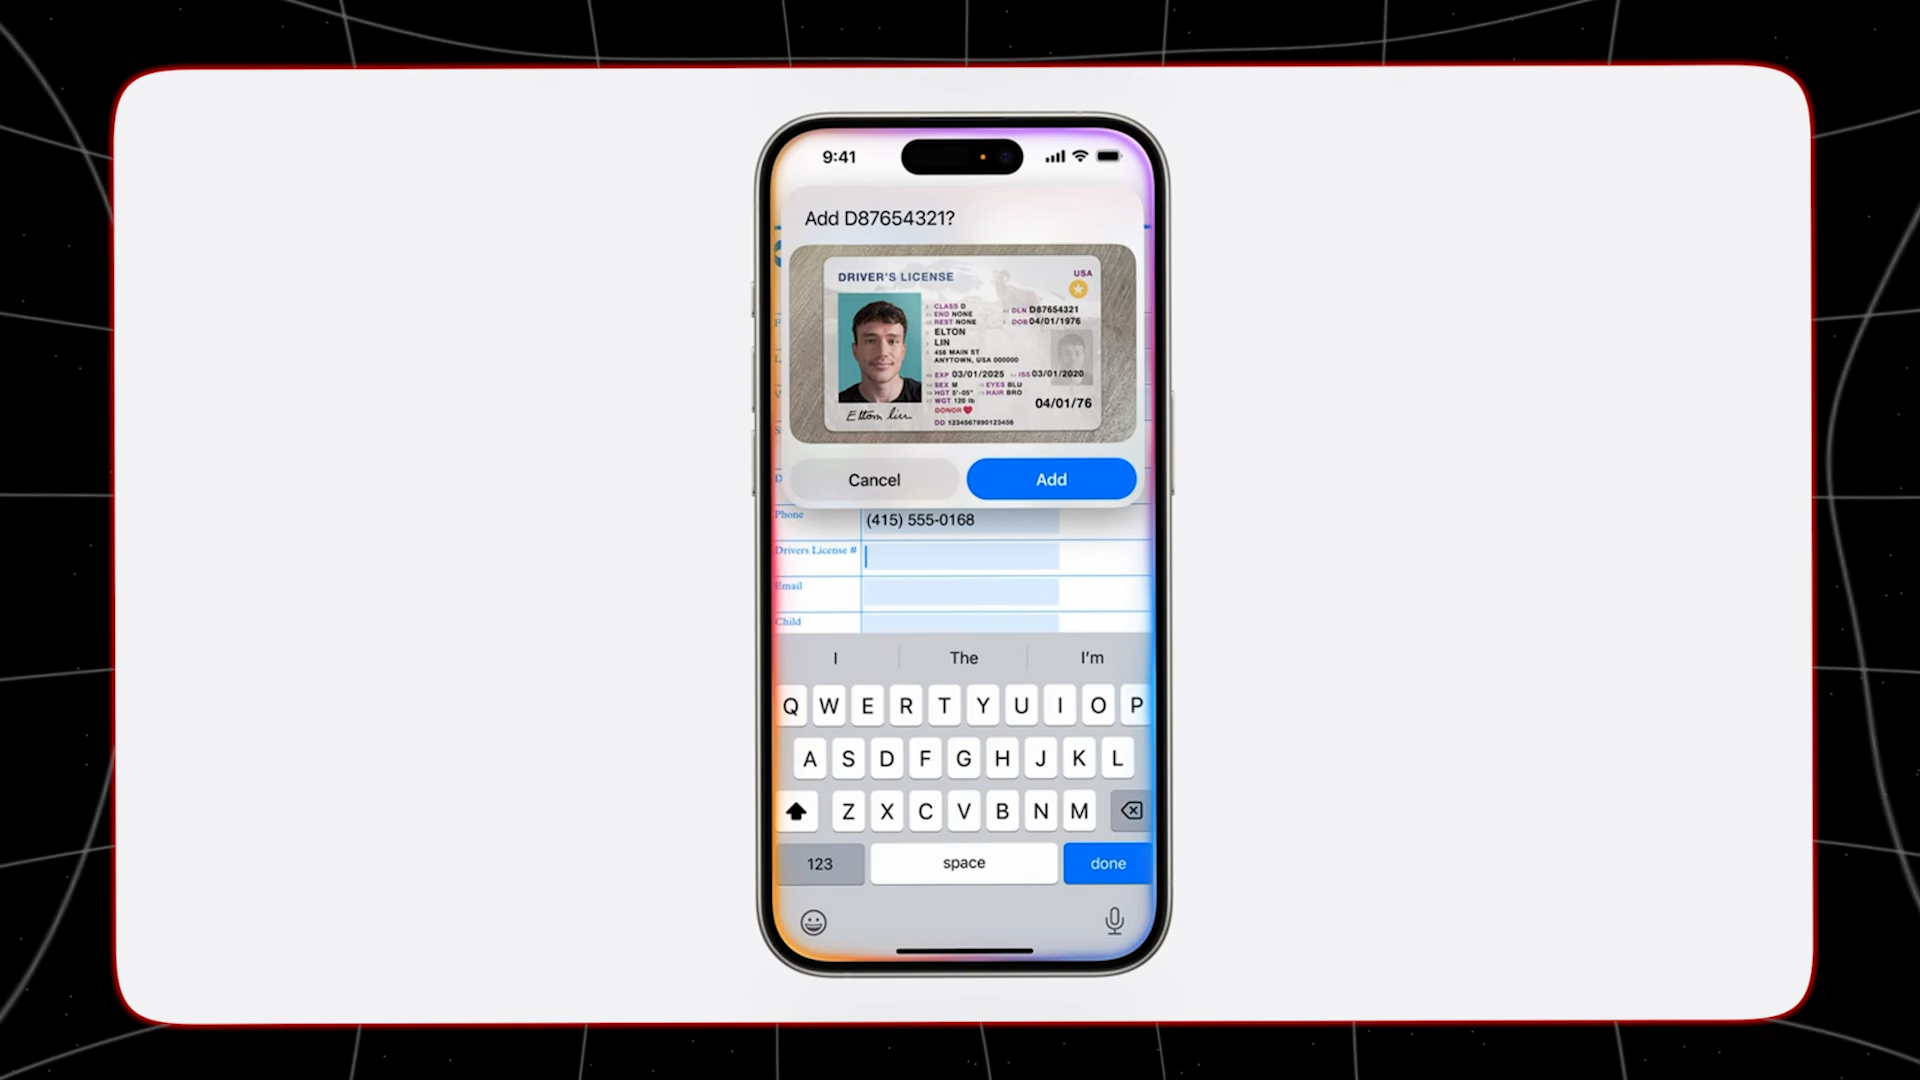 9:41
Add D87654321?
DRIVER'S LICENSE
USA
CLASS D
END NONE
REST NONE
DLN D87654321
DOB 04/01/1976
ELTON
LIN
456 MAIN ST
ANYTOWN, USA 000000
EXP 03/01/2025
ISS 03/01/2020
SEX M
EYES BLU
HGT 5'-05"
HAIR BRO
WGT 120 lb
DONOR
04/01/76
DD 1234567890123456
Cancel
Add
Phone
(415) 555-0168
Drivers License #
Email
Child
I
The
I'm
Q W E R T Y U I O P
A S D F G H J K L
Z X C V B N M
123
space
done